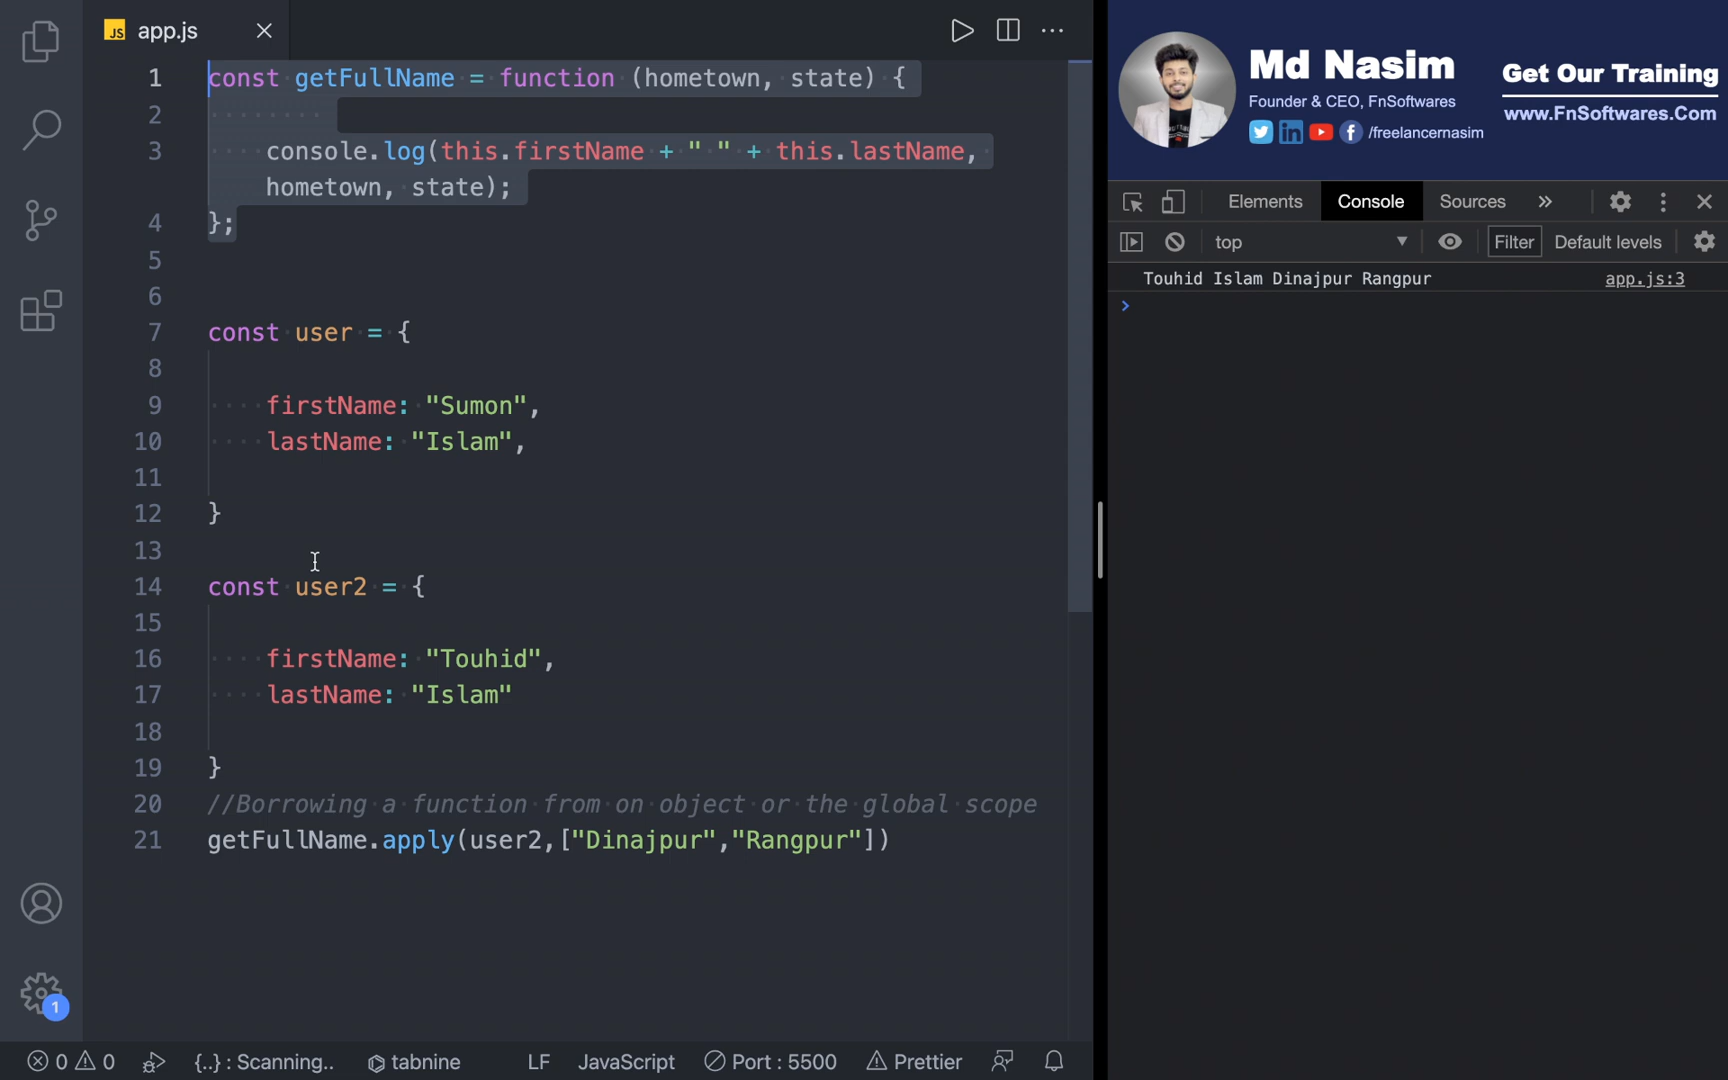 JS app.js
1 const getFullName = function (hometown, state) {
2
3 console.log(this.firstName + " " + this.lastName,
hometown, state);
4 };
5
6
7 const user = {
8
9 firstName: "Sumon",
10 lastName: "Islam",
11
12 }
13
14 const user2 = {
15
16 firstName: "Touhid",
17 lastName: "Islam"
18
19 }
20 //Borrowing a function from on object or the global scope
21 getFullName.apply(user2,["Dinajpur","Rangpur"])
1
0 0 {..} : Scanning.. tabnine LF JavaScript Port : 5500 Prettier
Md Nasim
Founder & CEO, FnSoftwares
/freelancernasim
Get Our Training
www.FnSoftwares.Com
Elements Console Sources »
top Filter Default levels
Touhid Islam Dinajpur Rangpur app.js:3